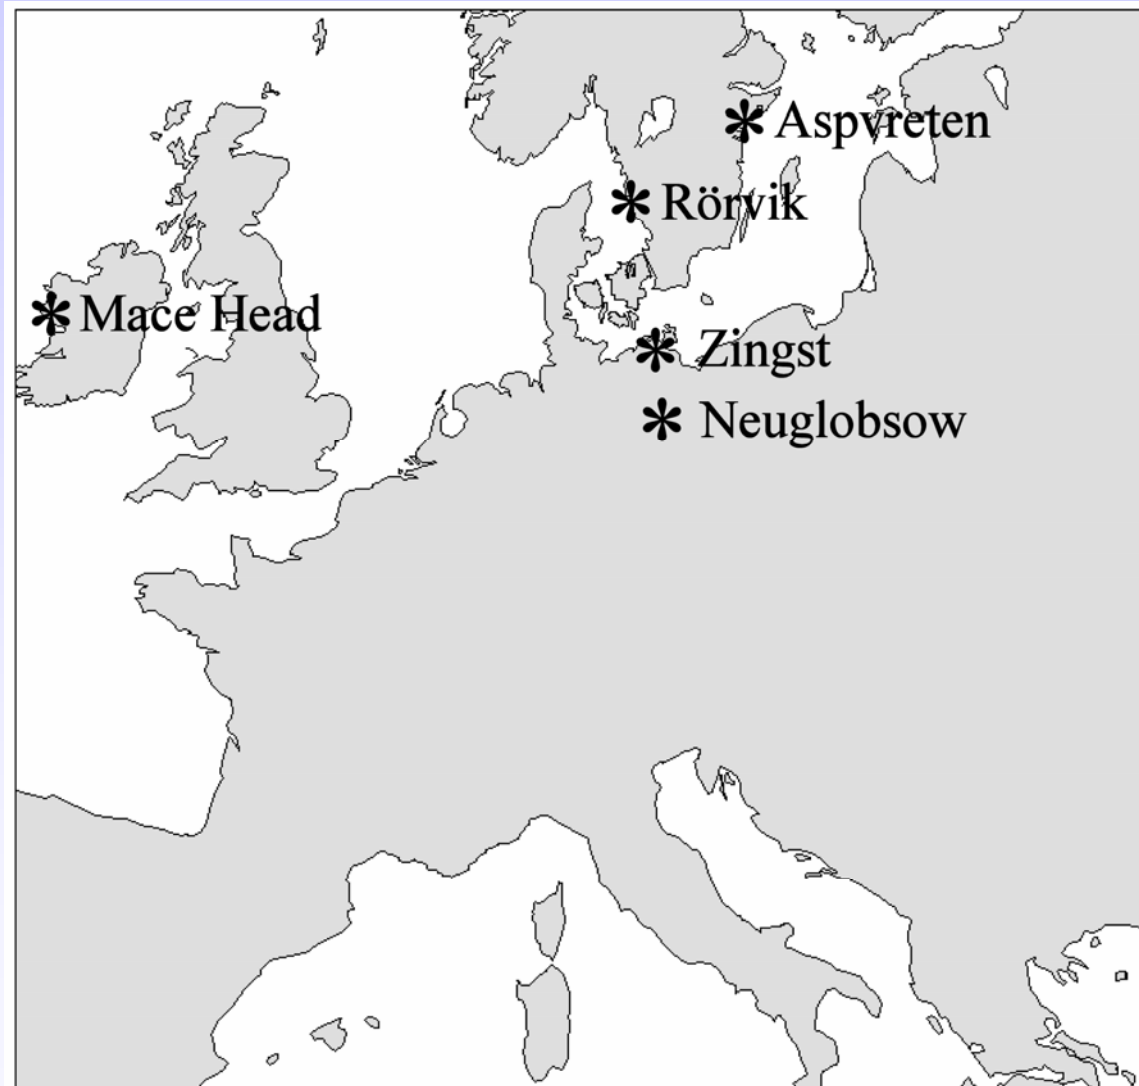 * Aspvreten
* Rörvik
* Mace Head
* Zingst
* Neuglobsow